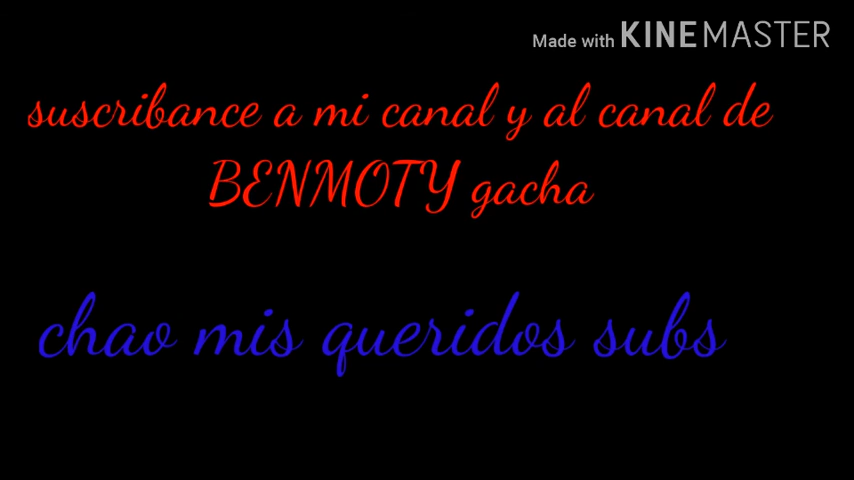 Made with KINEMASTER
suscribance a mi canal y al canal de
BENMOTY gacha
chao mis queridos subs